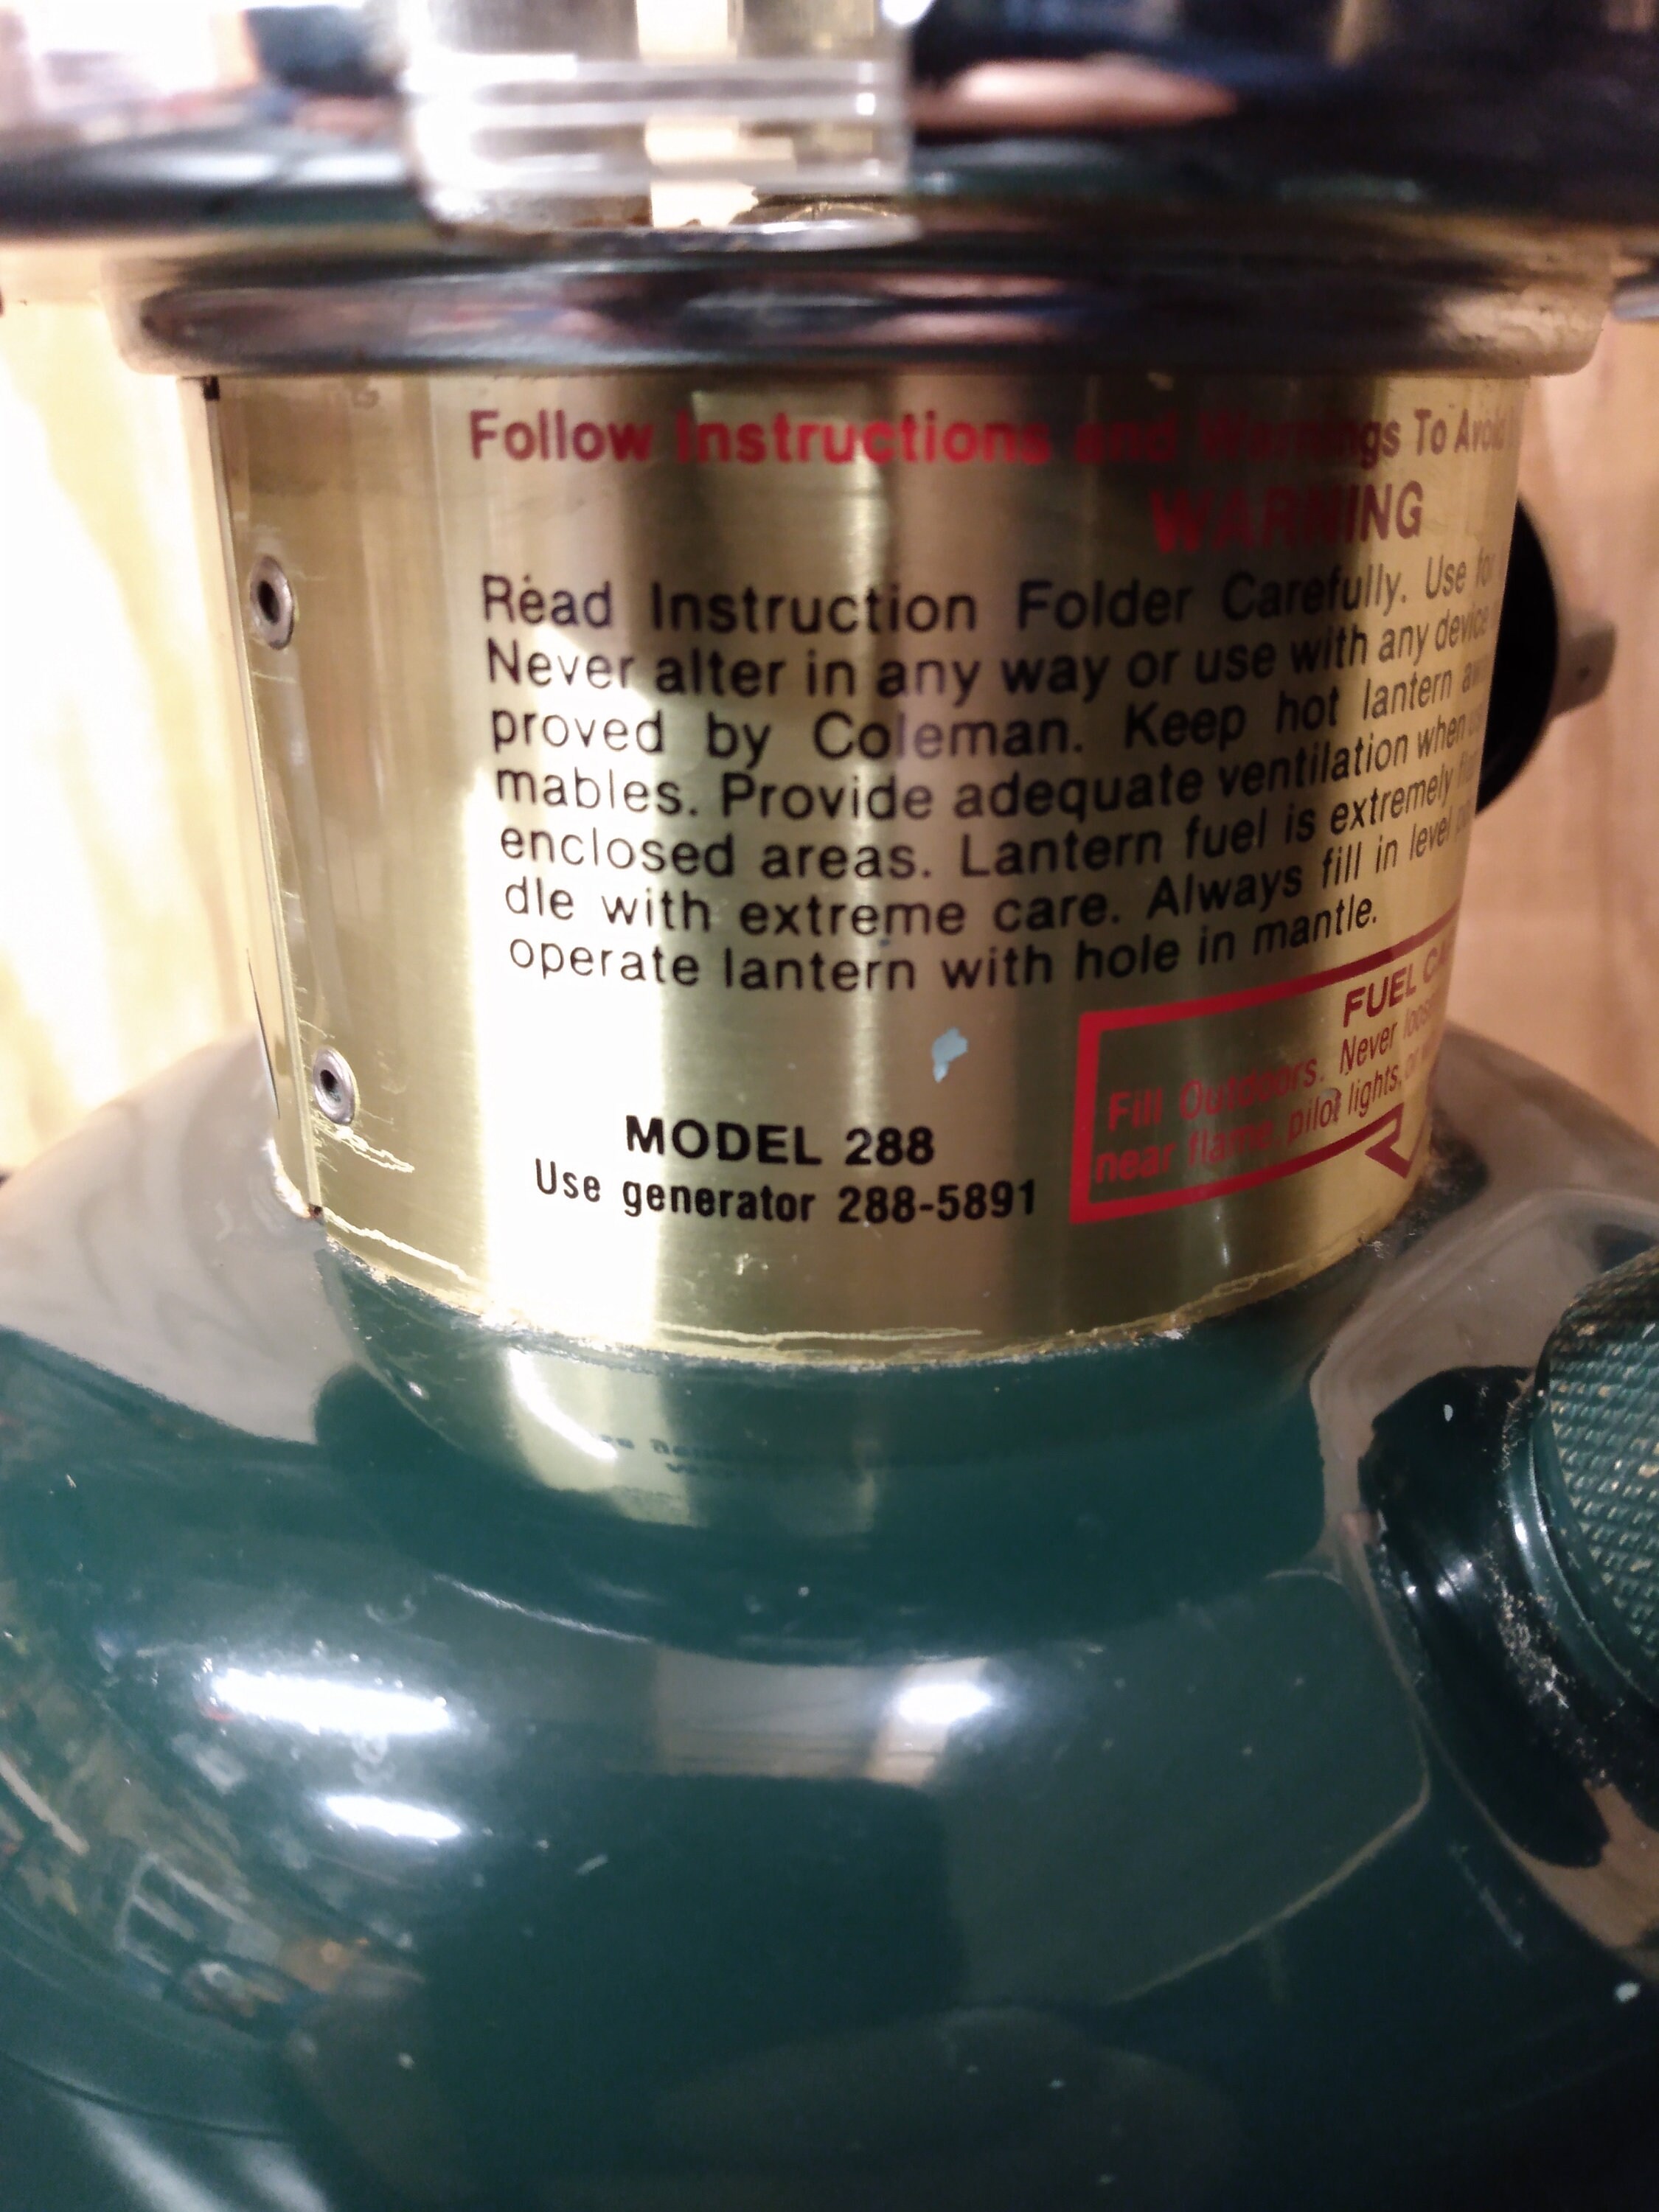 Follow Instructions and Warnings To Avoid
WARNING
Read Instruction Folder Carefully. Use for
Never alter in any way or use with any device
proved by Coleman. Keep hot lantern
mables. Provide adequate ventilation when
enclosed areas. Lantern fuel is extremely
dle with extreme care. Always fill in level
operate lantern with hole in mantle.
FUEL
Fill Outdoors. Never
near flame, pilot lights, or
MODEL 288
Use generator 288-5891